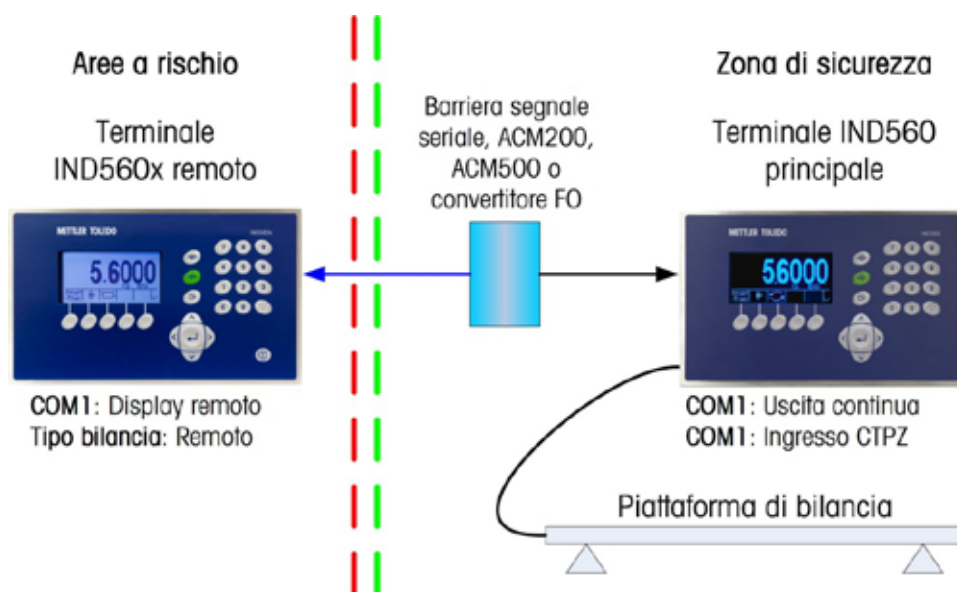 Aree a rischio
Terminale
IND560x remoto
METTLER TOLEDO
5.6000
COM1: Display remoto
Tipo bilancia: Remoto
Barriera segnale
seriale, ACM200,
ACM500 o
convertitore FO
Zona di sicurezza
Terminale IND560
principale
METTLER TOLEDO
5.6000
COM1: Uscita continua
COM1: Ingresso CTPZ
Piattaforma di bilancia